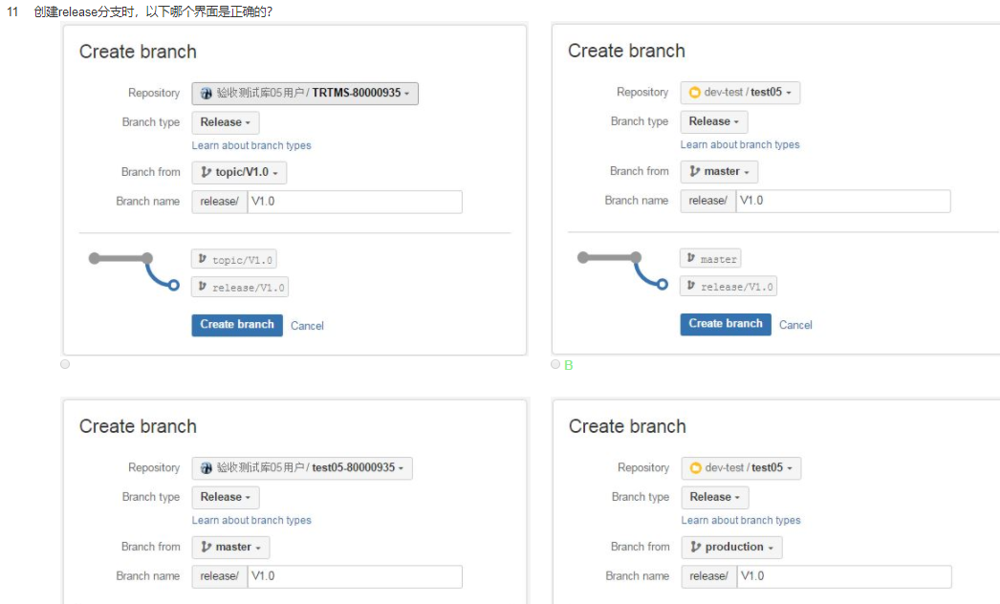 11 创建release分支时，以下哪个界面是正确的?
Create branch
Repository 验收测试库05用户 / TRTMS-80000935
Branch type Release
Learn about branch types
Branch from topic/V1.0
Branch name release/ V1.0
topic/V1.0
release/V1.0
Create branch Cancel
Create branch
Repository dev-test / test05
Branch type Release
Learn about branch types
Branch from master
Branch name release/ V1.0
master
release/V1.0
Create branch Cancel
B
Create branch
Repository 验收测试库05用户 / test05-80000935
Branch type Release
Learn about branch types
Branch from master
Branch name release/ V1.0
Create branch
Repository dev-test / test05
Branch type Release
Learn about branch types
Branch from production
Branch name release/ V1.0